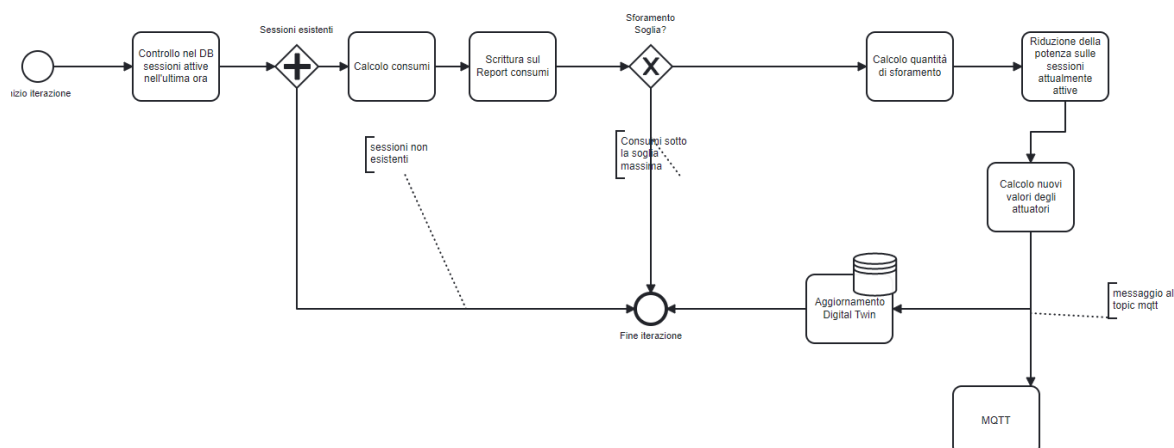 Sessioni esistenti
Sforamento
Soglia?
Controllo nel DB
sessioni attive
nell'ultima ora
Calcolo consumi
Scrittura sul
Report consumi
Calcolo quantità
di sforamento
Riduzione della
potenza sulle
sessioni
attualmente
attive
nizio iterazione
sessioni non
esistenti
Consumi sotto
la soglia
massima
Calcolo nuovi
valori degli
attuatori
Aggiornamento
Digital Twin
messaggio al
topic mqtt
Fine iterazione
MQTT